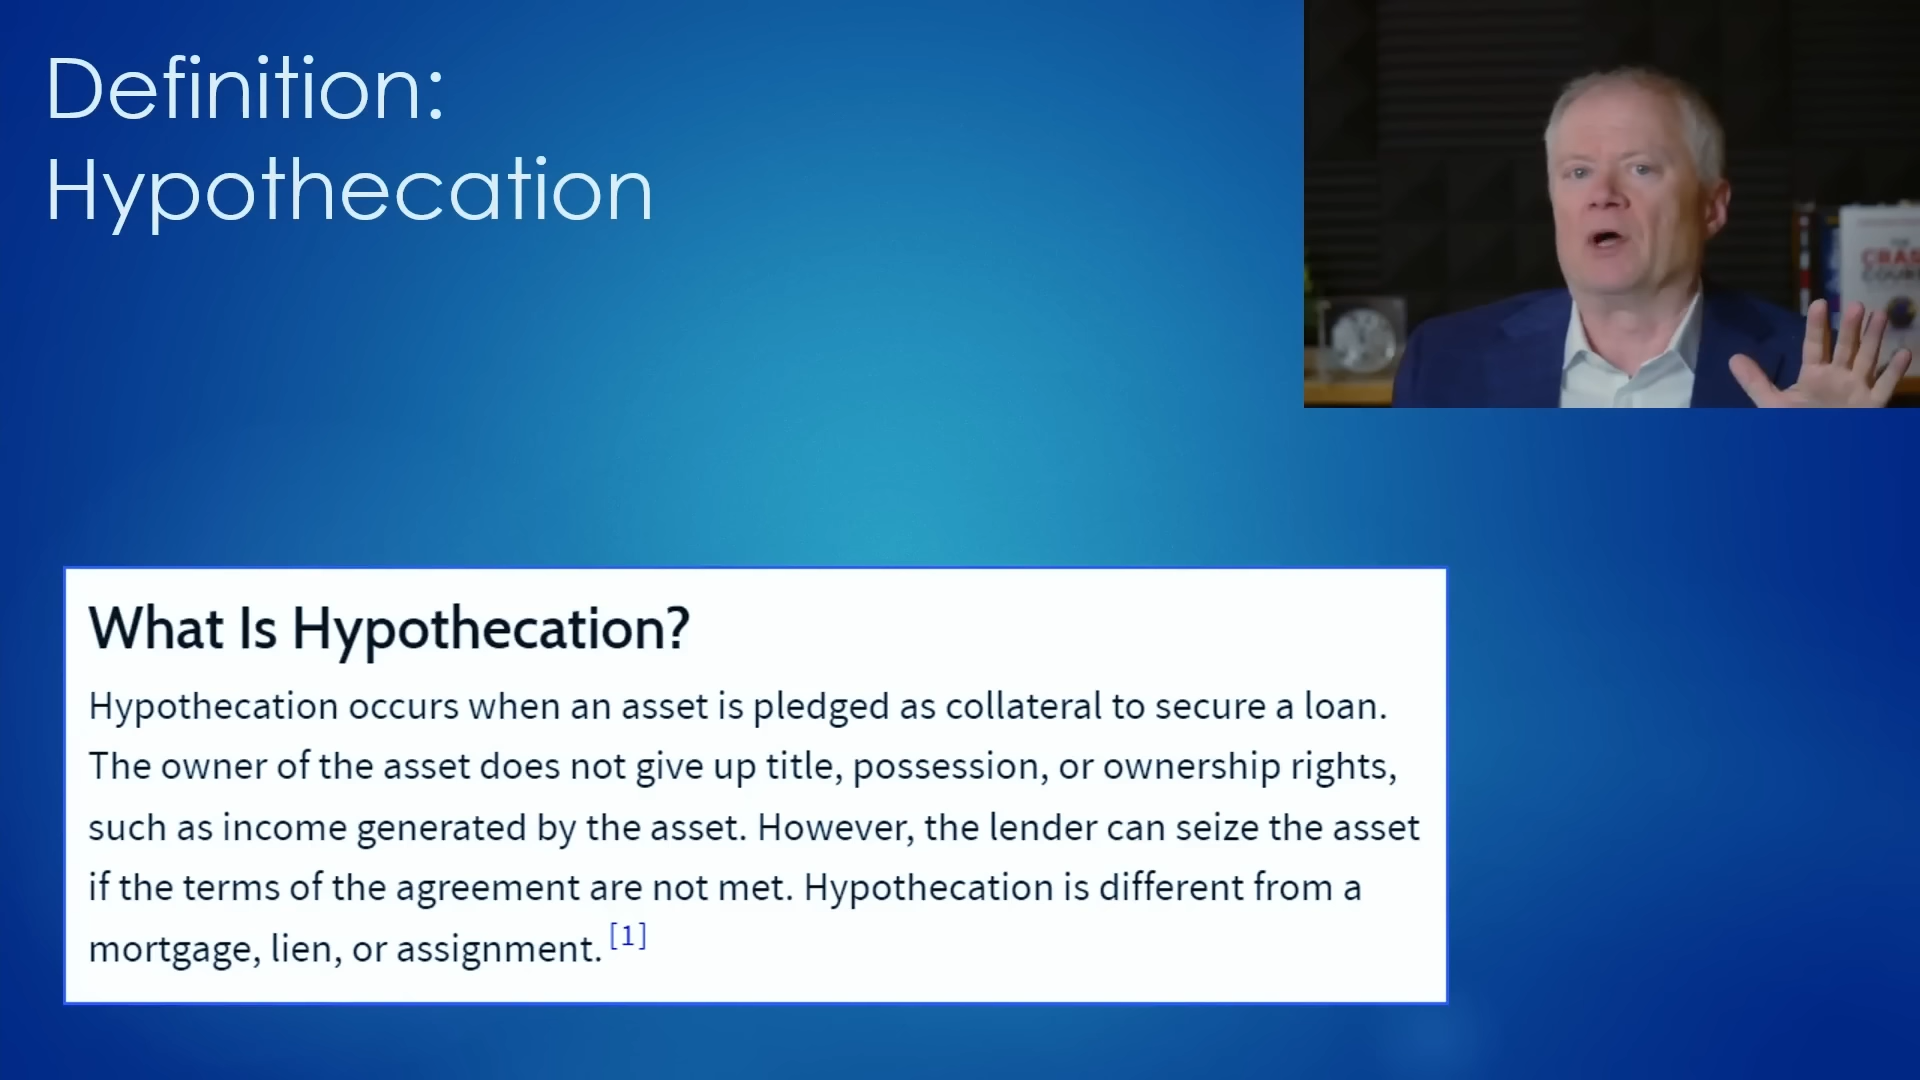 Definition:
Hypothecation
What Is Hypothecation?
Hypothecation occurs when an asset is pledged as collateral to secure a loan.
The owner of the asset does not give up title, possession, or ownership rights,
such as income generated by the asset. However, the lender can seize the asset
if the terms of the agreement are not met. Hypothecation is different from a
mortgage, lien, or assignment. [1]